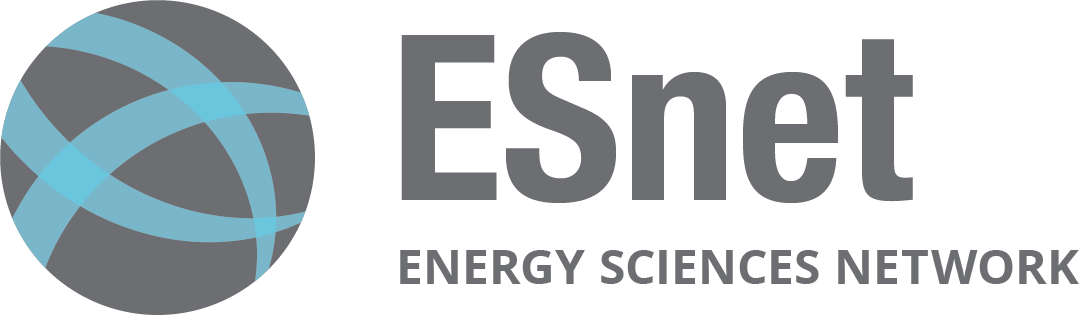 ESnet
ENERGY SCIENCES NETWORK